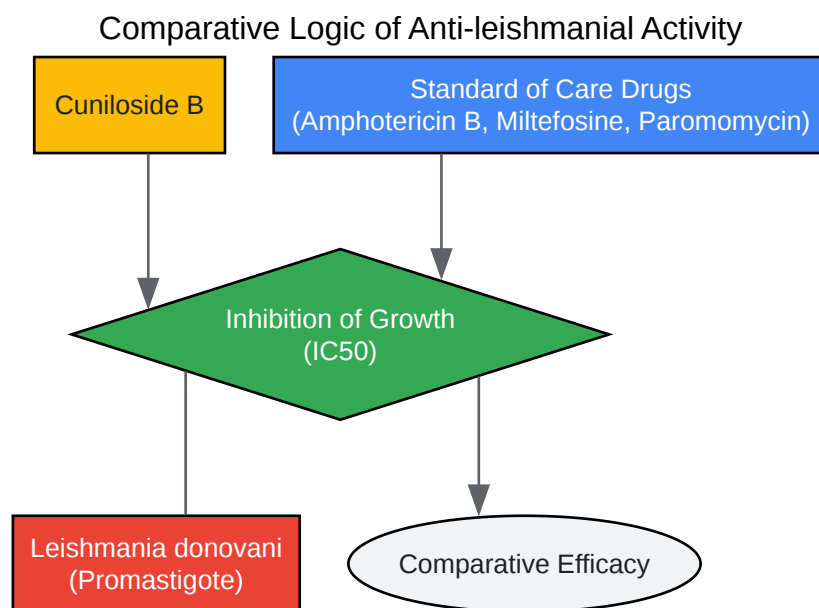 Comparative Logic of Anti-leishmanial Activity
Cuniloside B
Standard of Care Drugs
(Amphotericin B, Miltefosine, Paromomycin)
Inhibition of Growth
(IC50)
Leishmania donovani
(Promastigote)
Comparative Efficacy